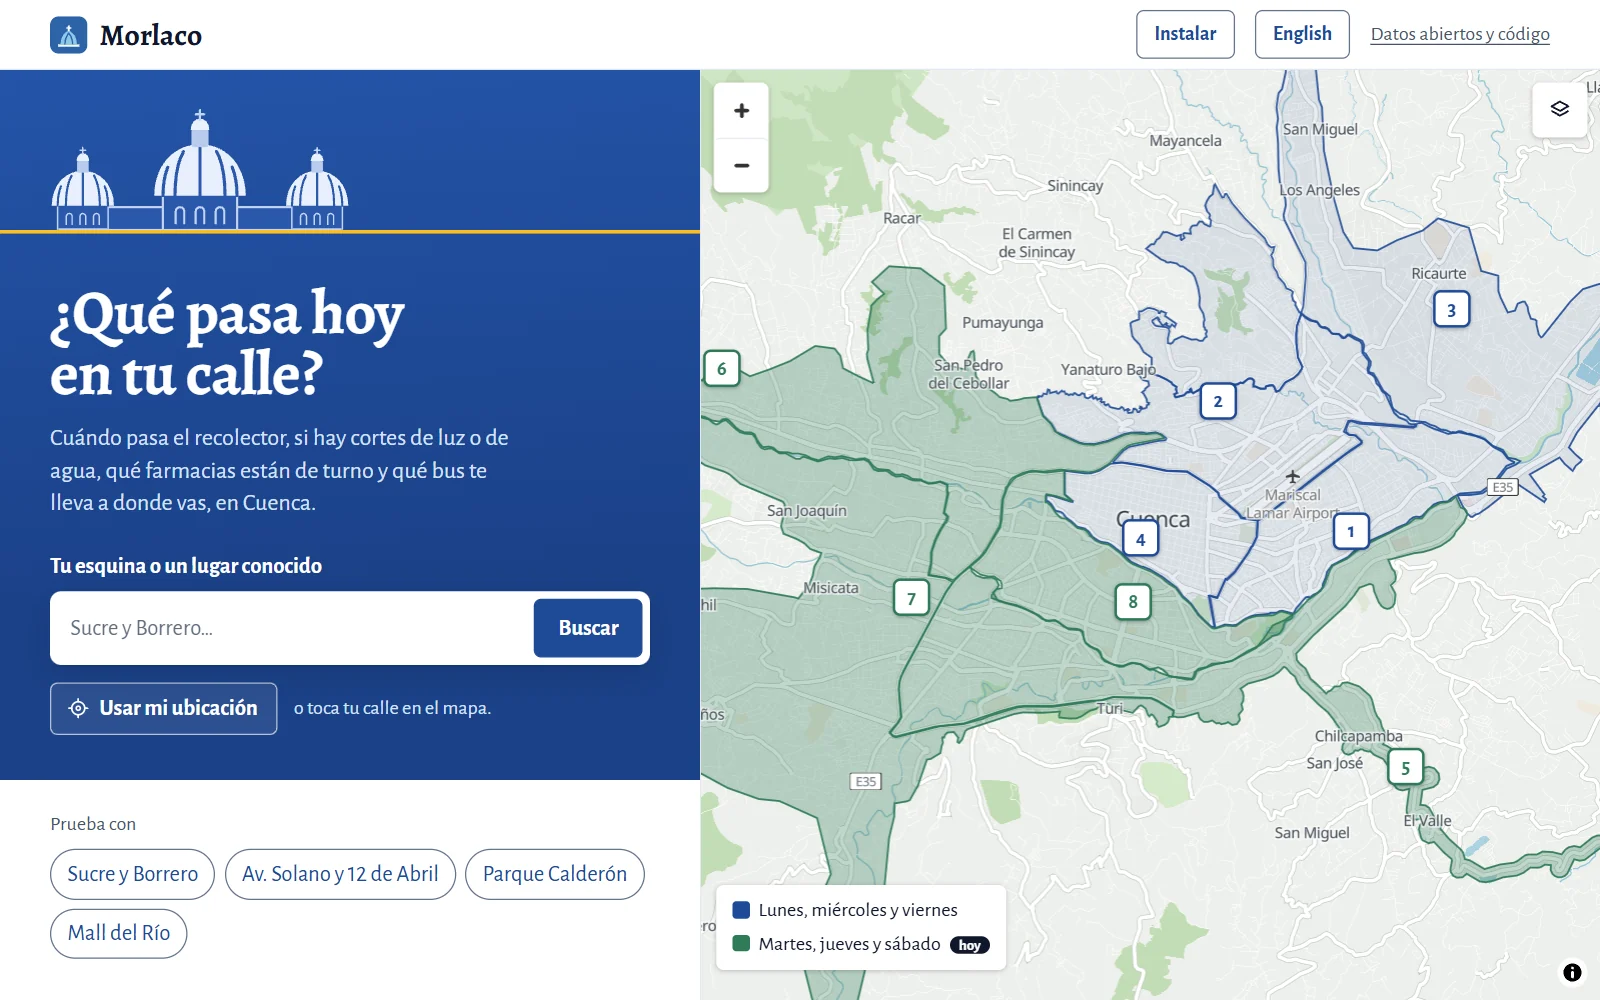 Morlaco
Instalar
English
Datos abiertos y código
¿Qué pasa hoy
en tu calle?
Cuándo pasa el recolector, si hay cortes de luz o de
agua, qué farmacias están de turno y qué bus te
lleva a donde vas, en Cuenca.
Tu esquina o un lugar conocido
Sucre y Borrero...
Buscar
Usar mi ubicación
o toca tu calle en el mapa.
Prueba con
Sucre y Borrero
Av. Solano y 12 de Abril
Parque Calderón
Mall del Río
+
−
Mayancela
San Miguel
Sinincay
Los Angeles
Racar
El Carmen
de Sinincay
Ricaurte
3
Pumayunga
6
San Pedro
del Cebollar
Yanaturo Bajo
2
E35
Mariscal
Lamar Airport
San Joaquín
Cuenca
4
1
Misicata
7
8
Turi
Chilcapamba
San José
5
E35
San Miguel
El Valle
Lunes, miércoles y viernes
Martes, jueves y sábado
hoy